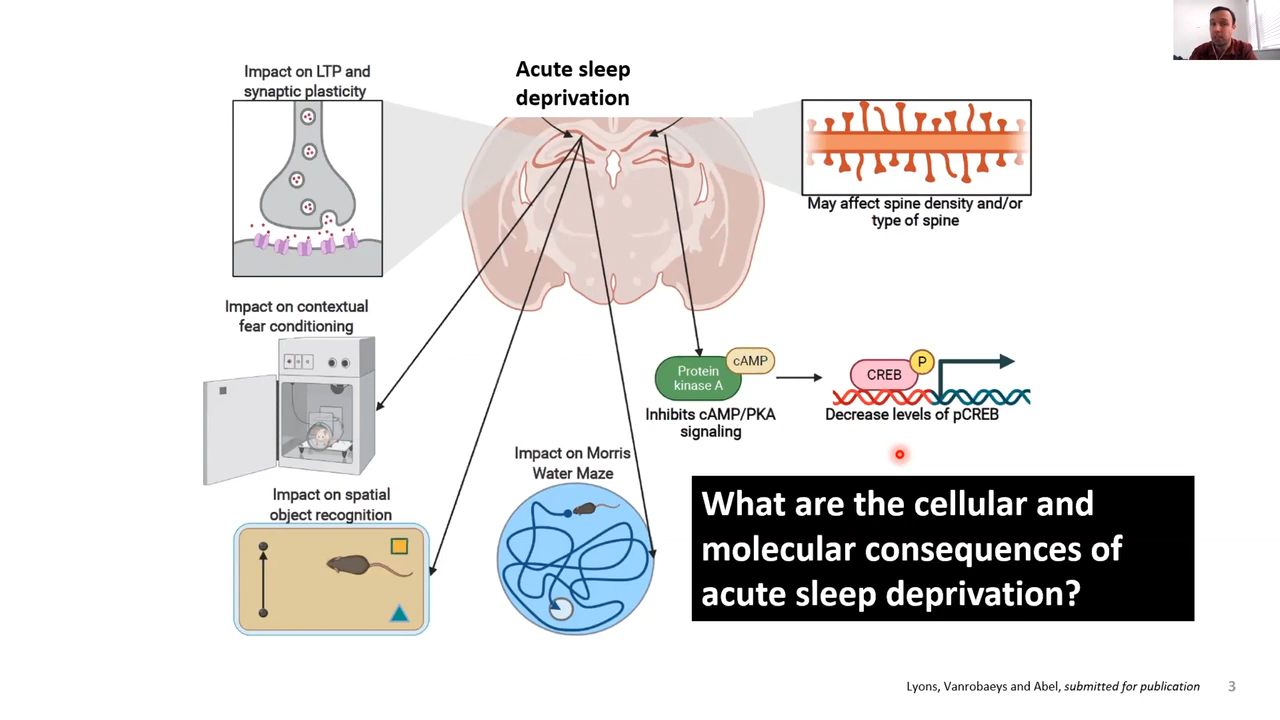 Acute sleep
deprivation
Impact on LTP and
synaptic plasticity
May affect spine density and/or
type of spine
Impact on contextual
fear conditioning
Protein
kinase A
cAMP
CREB
P
Inhibits cAMP/PKA
signaling
Decrease levels of pCREB
Impact on spatial
object recognition
Impact on Morris
Water Maze
What are the cellular and
molecular consequences of
acute sleep deprivation?
Lyons, Vanrobaeys and Abel, submitted for publication
3